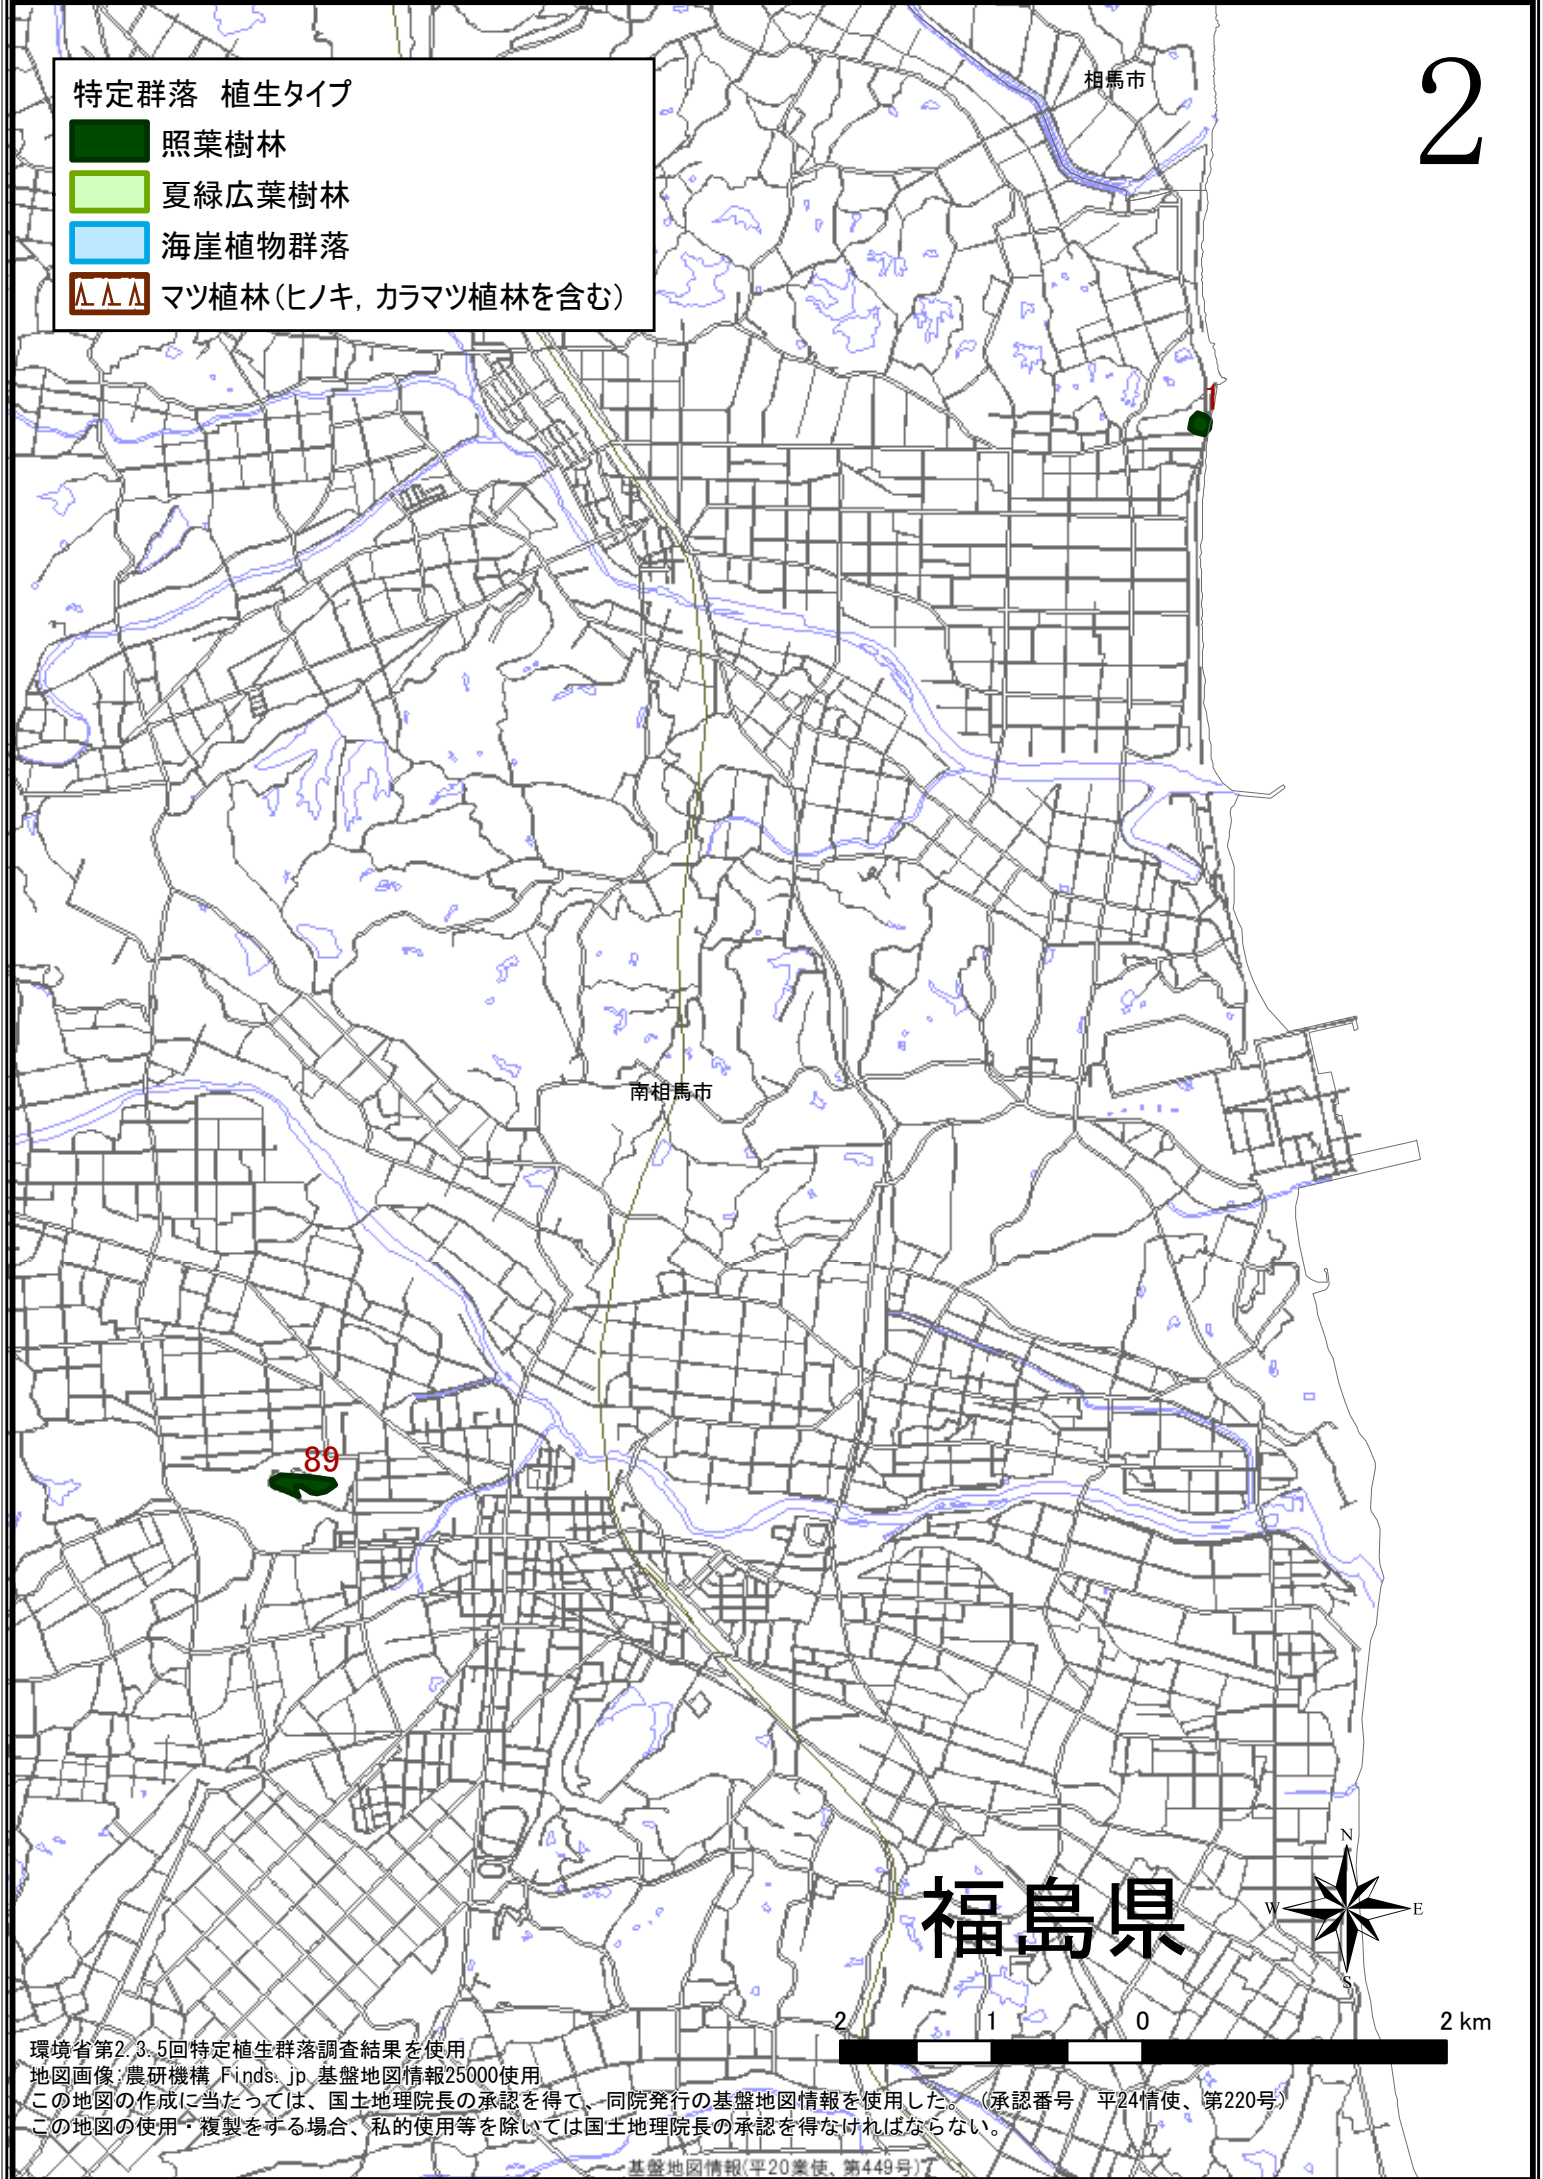 2
相馬市
特定群落 植生タイプ
照葉樹林
夏緑広葉樹林
海崖植物群落
マツ植林(ヒノキ, カラマツ植林を含む)
1
南相馬市
89
福島県
N
W
E
S
2 1 0 2 km
環境省第2.3.5回特定植生群落調査結果を使用
地図画像:農研機構 Finds.jp 基盤地図情報25000使用
この地図の作成に当たっては、国土地理院長の承認を得て、同院発行の基盤地図情報を使用した。(承認番号 平24情使、第220号)
この地図の使用・複製をする場合、私的使用等を除いては国土地理院長の承認を得なければならない。
基盤地図情報(平20業使、第449号)